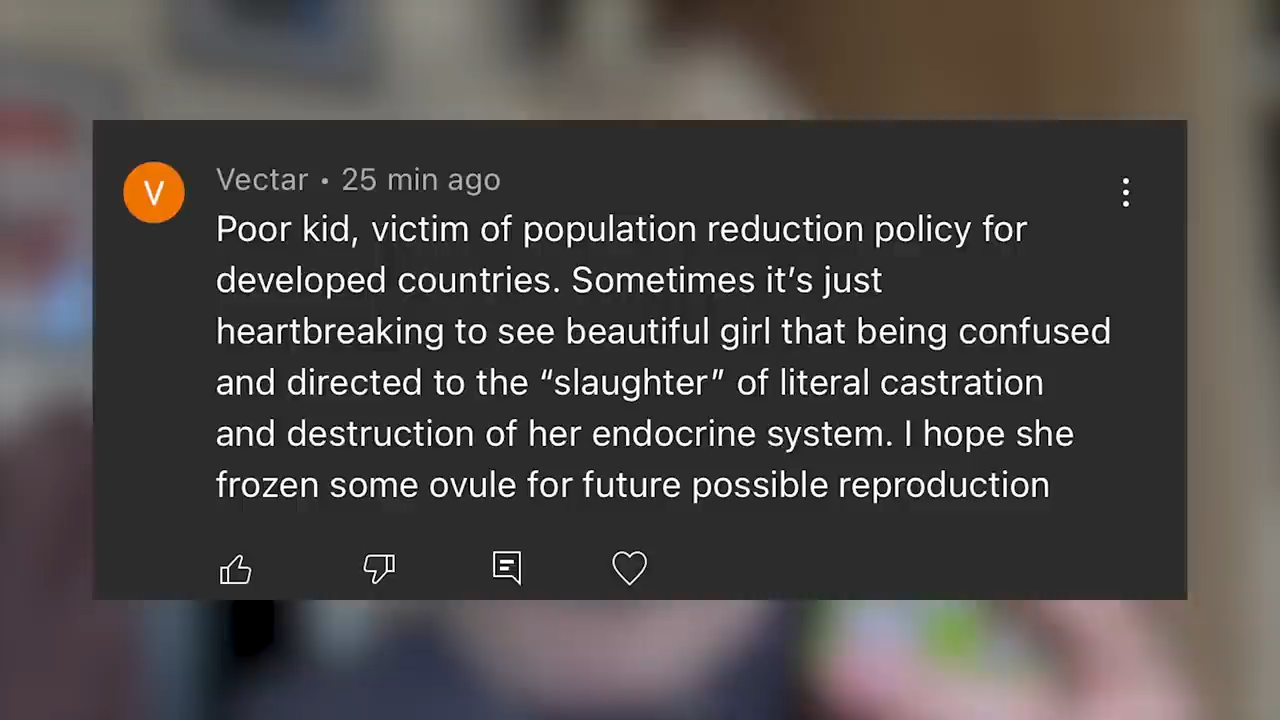 V
Vectar • 25 min ago
Poor kid, victim of population reduction policy for
developed countries. Sometimes it’s just
heartbreaking to see beautiful girl that being confused
and directed to the “slaughter” of literal castration
and destruction of her endocrine system. I hope she
frozen some ovule for future possible reproduction